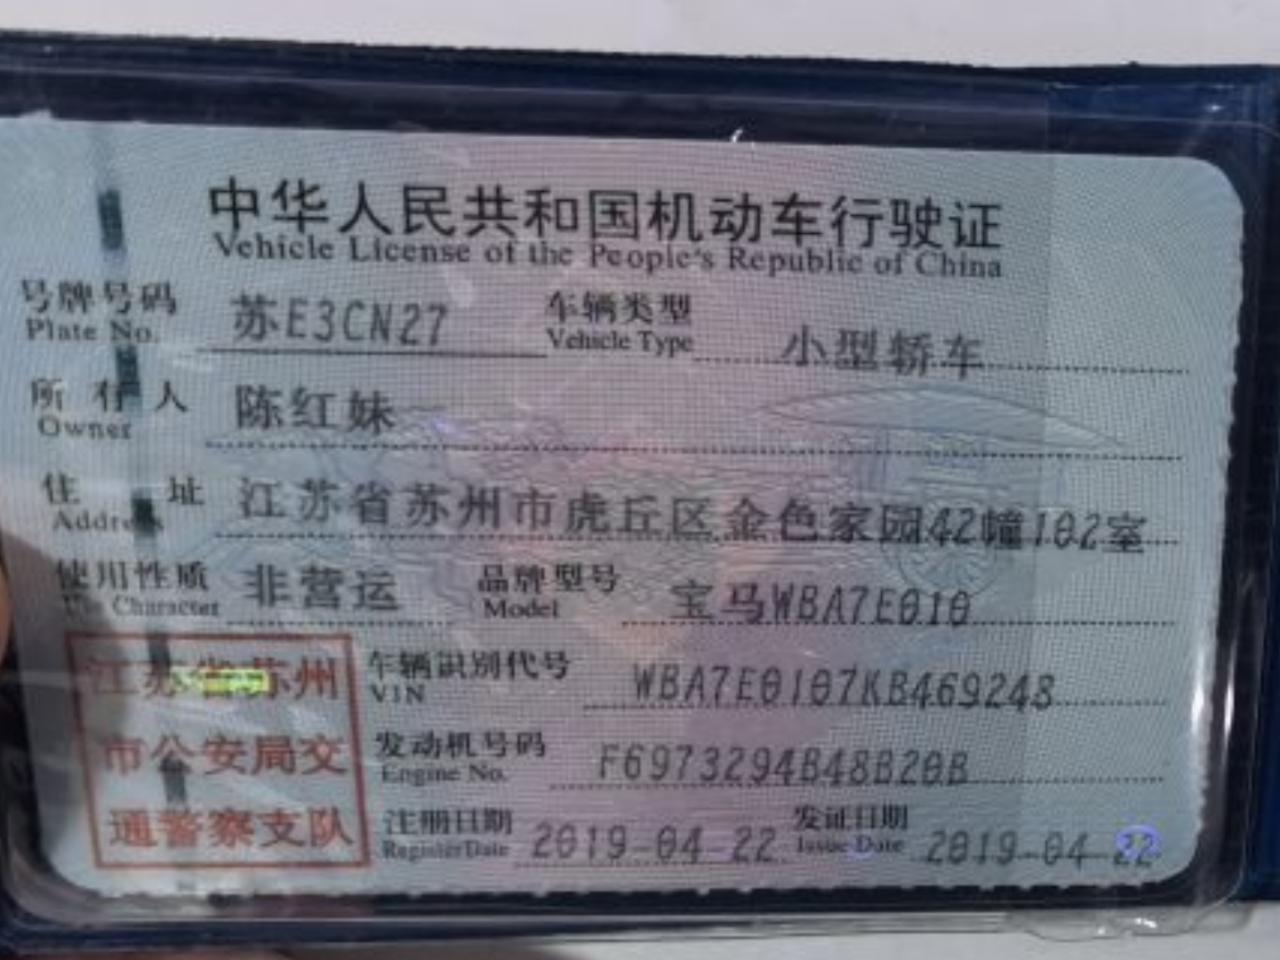 中华人民共和国机动车行驶证
Vehicle License of the People's Republic of China
号牌号码 苏E3CN27 车辆类型 小型轿车
Plate No. Vehicle Type
所有人 陈红妹
Owner
住址 江苏省苏州市虎丘区金色家园42幢102室
Address
使用性质 非营运 品牌型号 宝马WBA7E010
Use Character Model
江苏省苏州 车辆识别代号 WBA7E0107KB469248
VIN
市公安局交 发动机号码 F6973294B48B20B
Engine No.
通警察支队 注册日期 2019-04-22 发证日期 2019-04-22
Register Date Issue Date